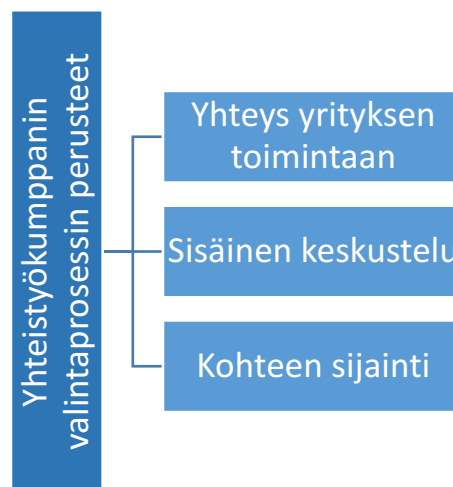 Yhteistyökumppanin
valintaprosessin perusteet
Yhteys yrityksen
toimintaan
Sisäinen keskustelu
Kohteen sijainti